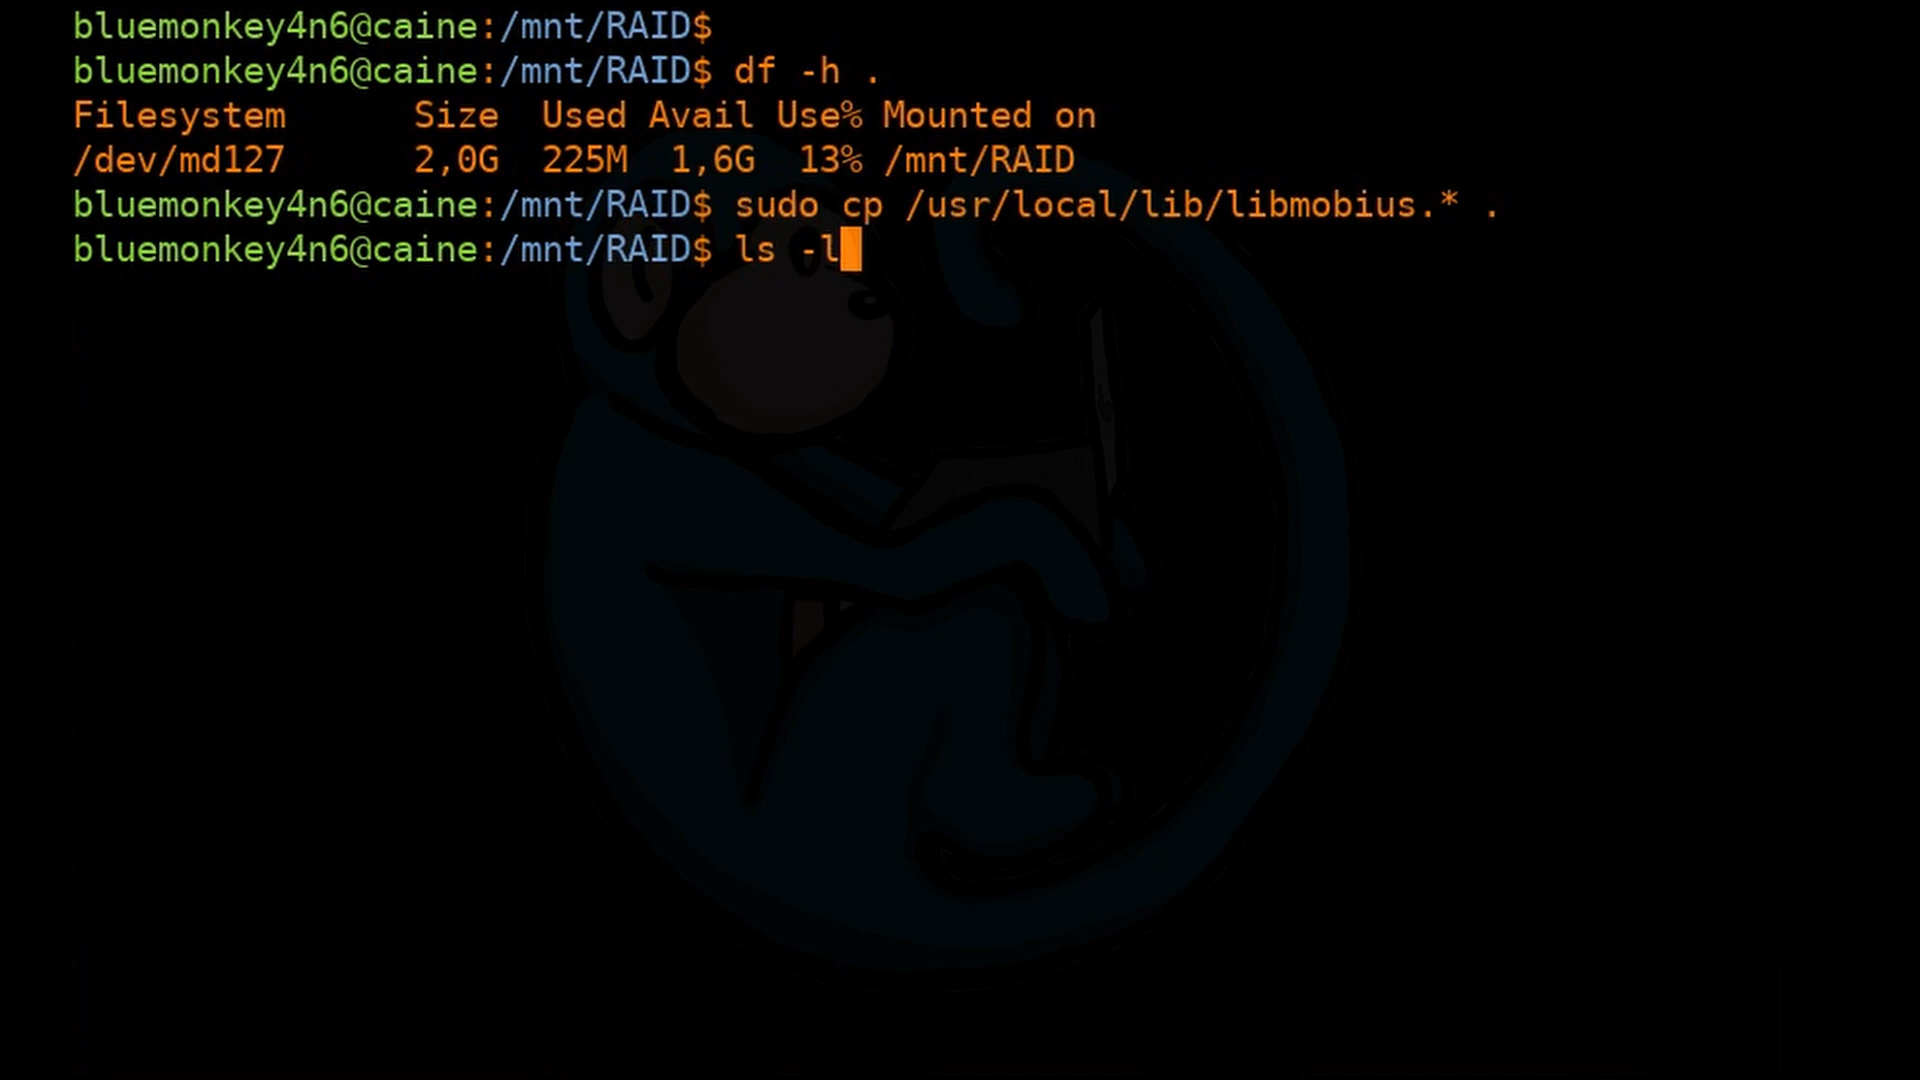 bluemonkey4n6@caine:/mnt/RAID$
bluemonkey4n6@caine:/mnt/RAID$ df -h .
Filesystem      Size  Used Avail Use% Mounted on
/dev/md127      2,0G  225M  1,6G  13% /mnt/RAID
bluemonkey4n6@caine:/mnt/RAID$ sudo cp /usr/local/lib/libmobius.* .
bluemonkey4n6@caine:/mnt/RAID$ ls -l